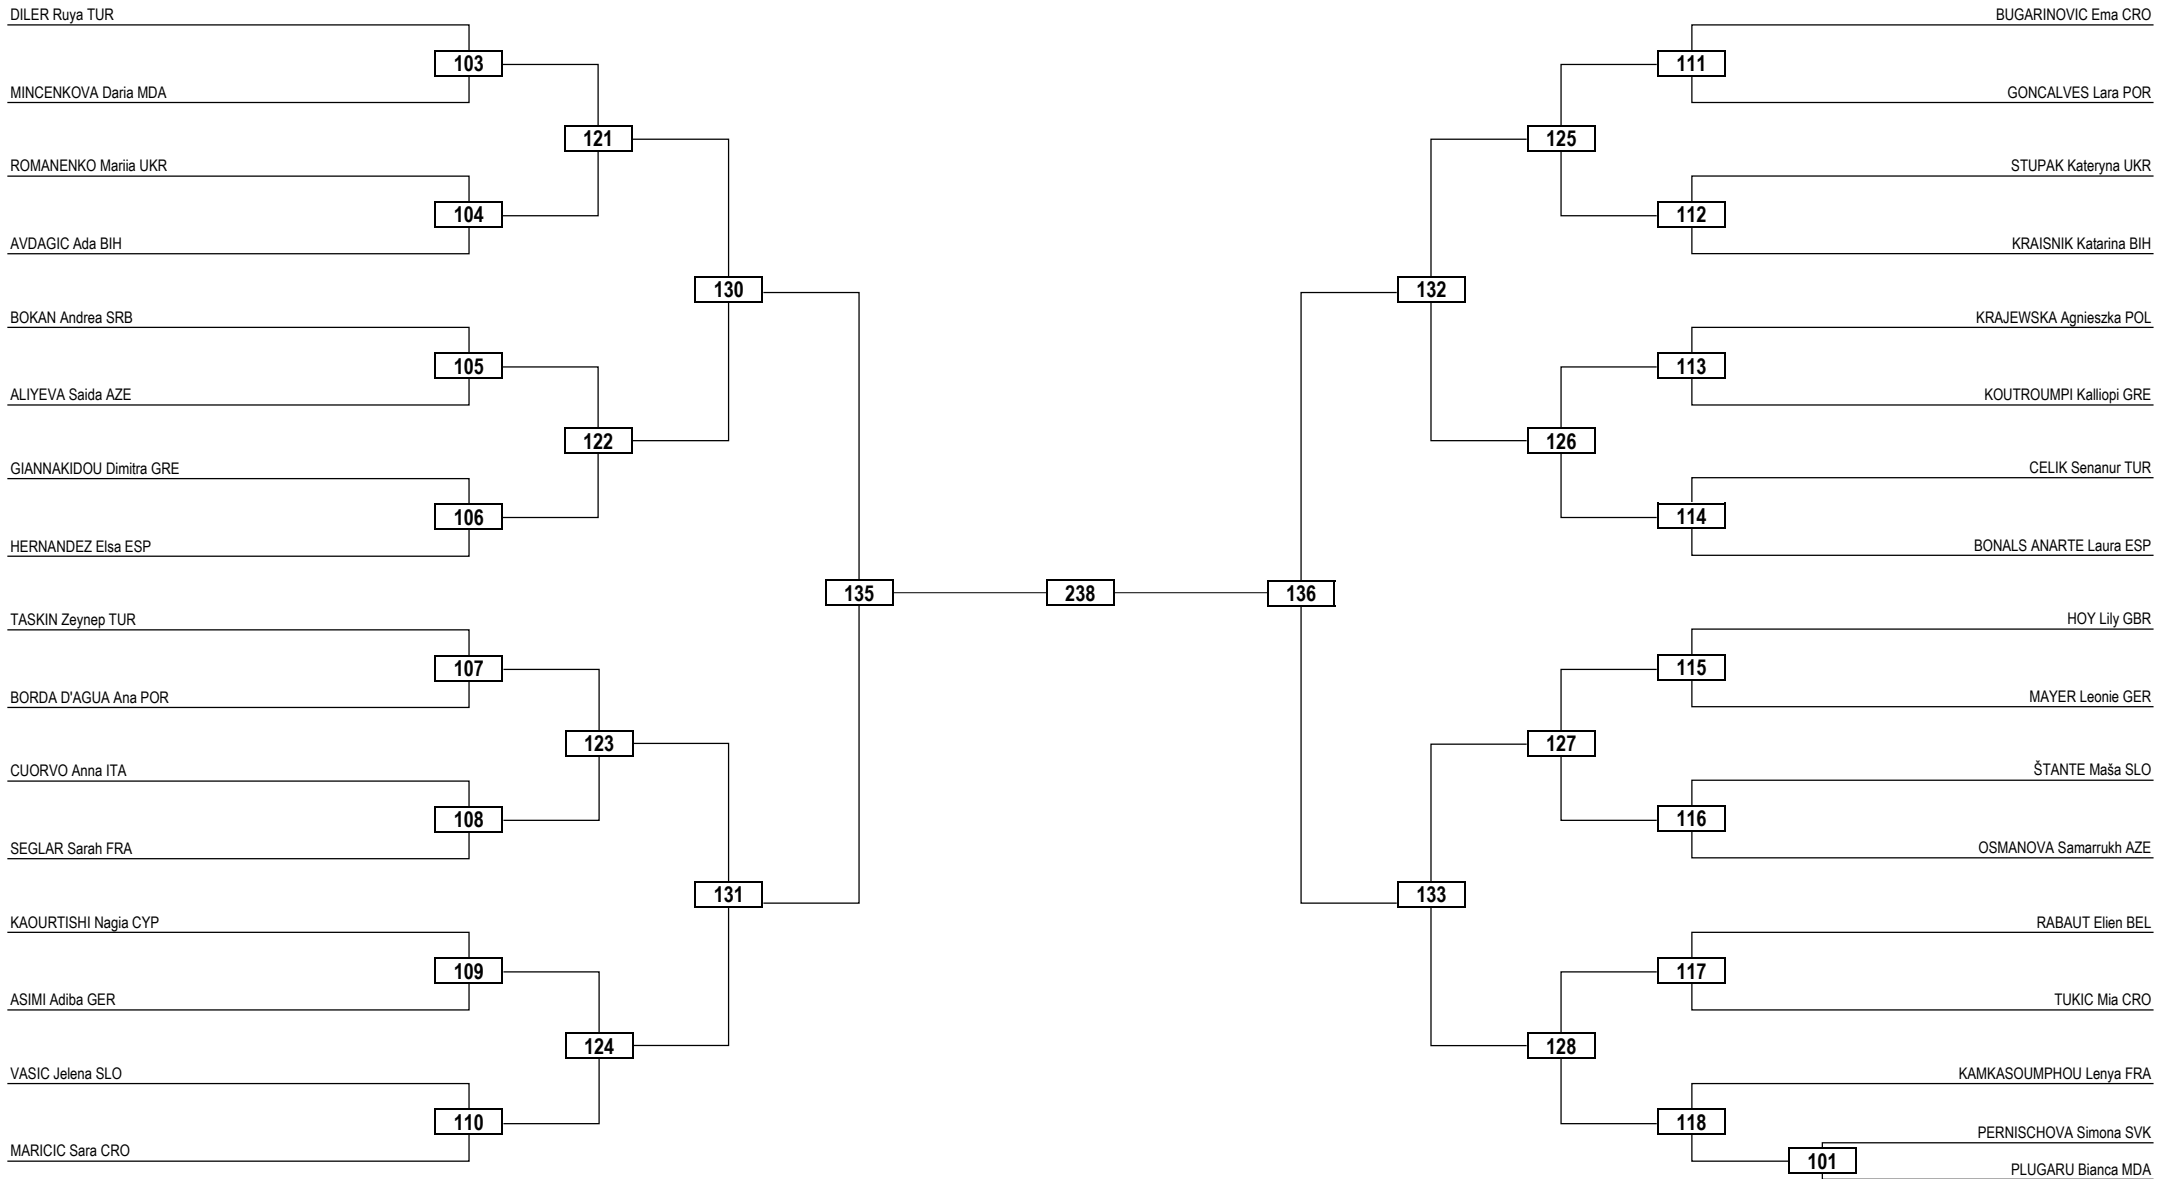 DILER Ruya TUR
103
MINCENKOVA Daria MDA
121
ROMANENKO Mariia UKR
104
AVDAGIC Ada BIH
130
BOKAN Andrea SRB
105
ALIYEVA Saida AZE
122
GIANNAKIDOU Dimitra GRE
106
HERNANDEZ Elsa ESP
135
TASKIN Zeynep TUR
107
BORDA D'AGUA Ana POR
123
CUORVO Anna ITA
108
SEGLAR Sarah FRA
131
KAOURTISHI Nagia CYP
109
ASIMI Adiba GER
124
VASIC Jelena SLO
110
MARICIC Sara CRO
238
BUGARINOVIC Ema CRO
111
GONCALVES Lara POR
125
STUPAK Kateryna UKR
112
KRAISNIK Katarina BIH
132
KRAJEWSKA Agnieszka POL
113
KOUTROUMPI Kalliopi GRE
126
CELIK Senanur TUR
114
BONALS ANARTE Laura ESP
136
HOY Lily GBR
115
MAYER Leonie GER
127
ŠTANTE Maša SLO
116
OSMANOVA Samarrukh AZE
133
RABAUT Elien BEL
117
TUKIC Mia CRO
128
KAMKASOUMPHOU Lenya FRA
118
PERNISCHOVA Simona SVK
101
PLUGARU Bianca MDA